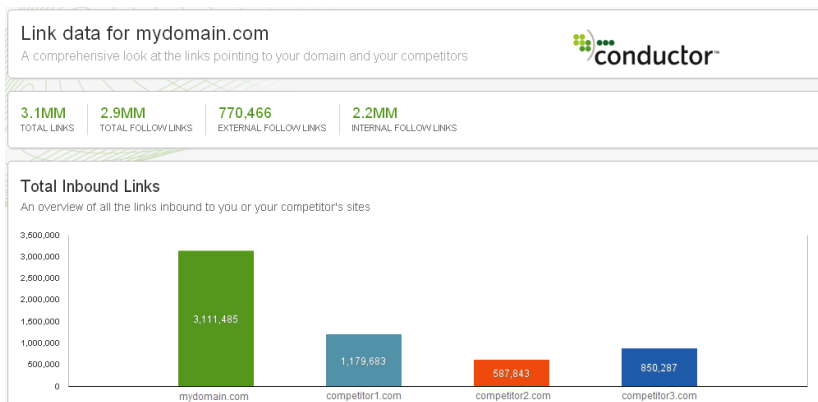 Link data for mydomain.com
A comprehensive look at the links pointing to your domain and your competitors
conductor™
3.1MM 2.9MM 770,466 2.2MM
TOTAL LINKS TOTAL FOLLOW LINKS EXTERNAL FOLLOW LINKS INTERNAL FOLLOW LINKS
Total Inbound Links
An overview of all the links inbound to you or your competitor's sites
3,500,000
3,000,000
2,500,000
2,000,000
1,500,000
1,000,000
500,000
0
3,111,485
1,179,683
587,843
850,287
mydomain.com competitor1.com competitor2.com competitor3.com